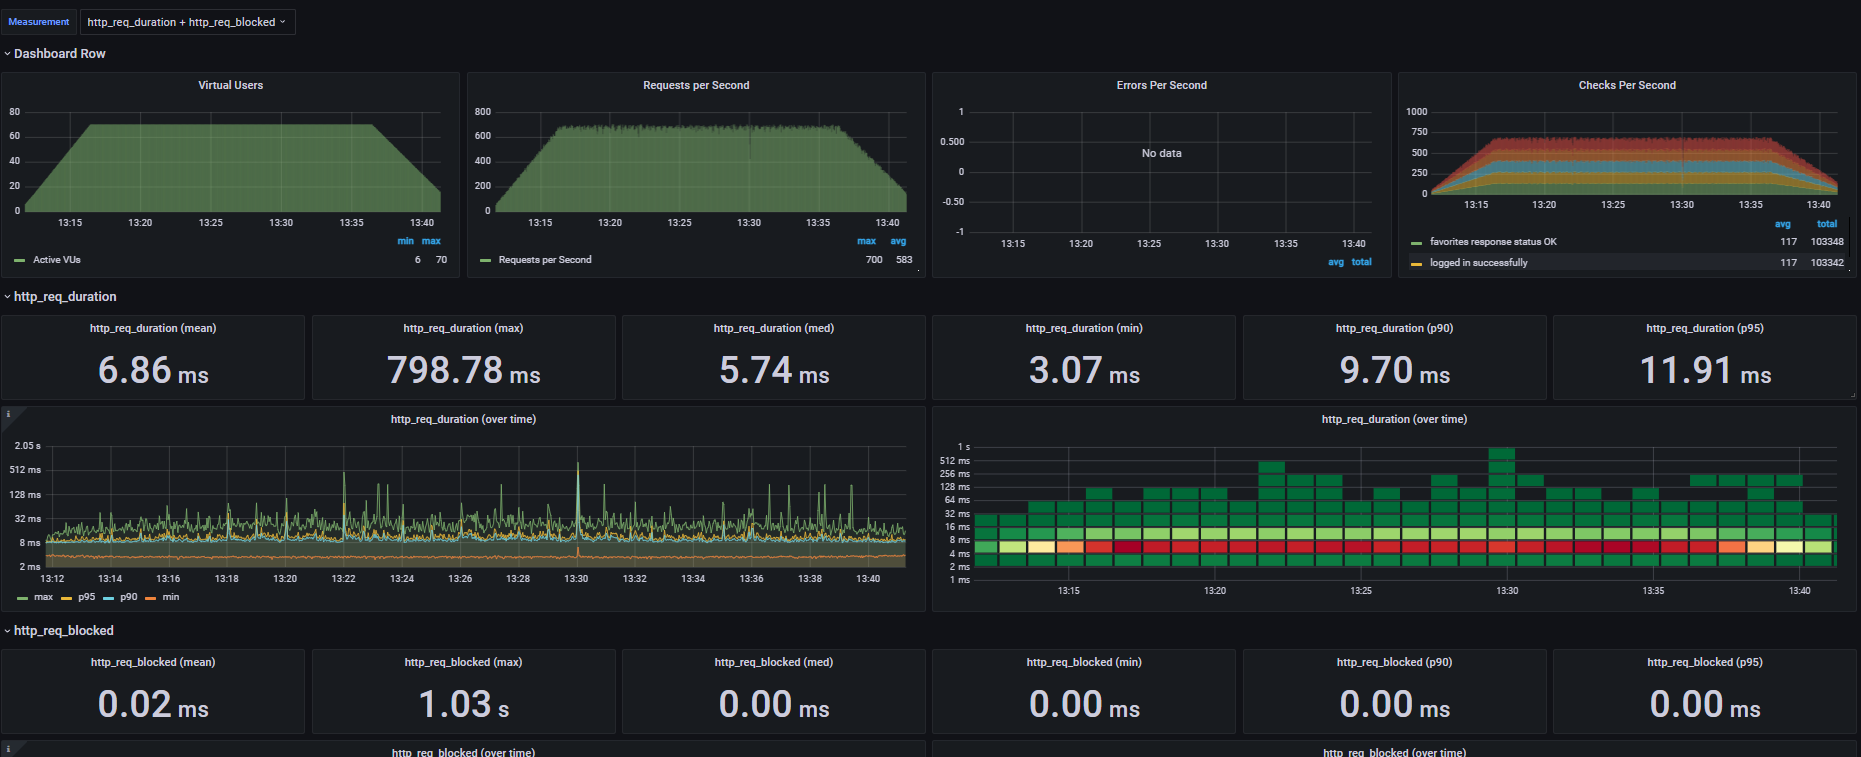 Measurement http_req_duration + http_req_blocked
Dashboard Row
Virtual Users
80
60
40
20
0
13:15 13:20 13:25 13:30 13:35 13:40
min max
Active VUs 6 70
Requests per Second
800
600
400
200
0
13:15 13:20 13:25 13:30 13:35 13:40
max avg
Requests per Second 700 583
Errors Per Second
1
0.500
0
-0.50
-1
No data
13:15 13:20 13:25 13:30 13:35 13:40
avg total
Checks Per Second
1000
750
500
250
0
13:15 13:20 13:25 13:30 13:35 13:40
avg total
favorites response status OK 117 103348
logged in successfully 117 103342
http_req_duration
http_req_duration (mean)
6.86 ms
http_req_duration (max)
798.78 ms
http_req_duration (med)
5.74 ms
http_req_duration (min)
3.07 ms
http_req_duration (p90)
9.70 ms
http_req_duration (p95)
11.91 ms
i
http_req_duration (over time)
2.05 s
512 ms
128 ms
32 ms
8 ms
2 ms
13:12 13:14 13:16 13:18 13:20 13:22 13:24 13:26 13:28 13:30 13:32 13:34 13:36 13:38 13:40
max p95 p90 min
http_req_duration (over time)
1 s
512 ms
256 ms
128 ms
64 ms
32 ms
16 ms
8 ms
4 ms
2 ms
1 ms
13:15 13:20 13:25 13:30 13:35 13:40
http_req_blocked
http_req_blocked (mean)
0.02 ms
http_req_blocked (max)
1.03 s
http_req_blocked (med)
0.00 ms
http_req_blocked (min)
0.00 ms
http_req_blocked (p90)
0.00 ms
http_req_blocked (p95)
0.00 ms
i
http_req_blocked (over time)
http_req_blocked (over time)